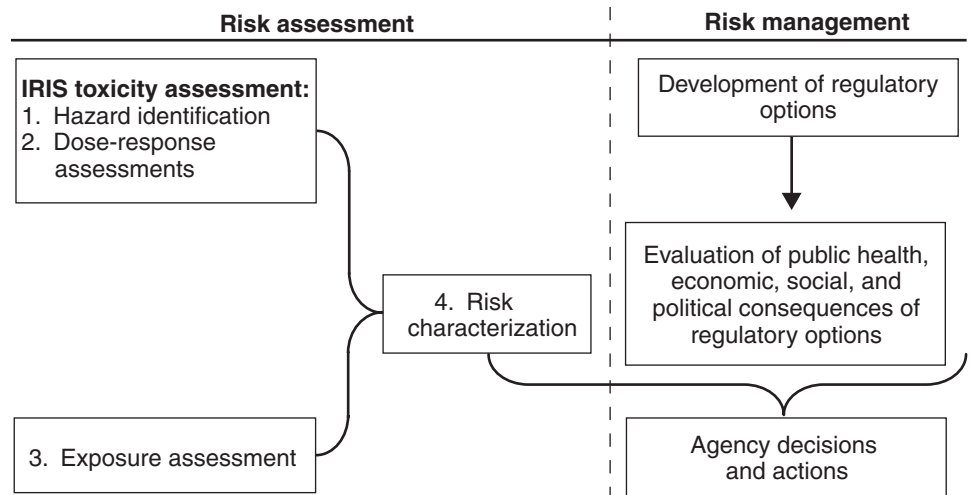 Risk assessment
Risk management
IRIS toxicity assessment:
1. Hazard identification
2. Dose-response
assessments
Development of regulatory
options
Evaluation of public health,
economic, social, and
political consequences of
regulatory options
4. Risk
characterization
3. Exposure assessment
Agency decisions
and actions